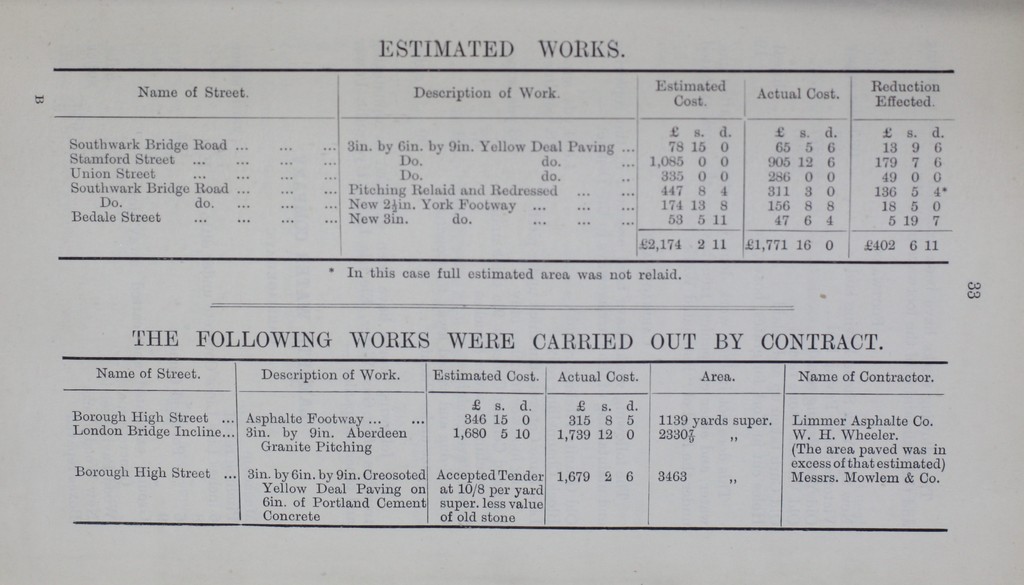 ESTIMATED WORKS.
Name of Street. Description of Work. Estimated Cost. Actual Cost. Reduction Effected.
£ s. d. £ s. d. £ s. d.
Southwark Bridge Road ... ... ... 3in. by 6in. by 9in. Yellow Deal Paving ... 78 15 0 65 5 6 13 9 6
Stamford Street ... ... ... ... Do. do. ... 1,085 0 0 905 12 6 179 7 6
Union Street ... ... ... ... Do. do. .. 335 0 0 286 0 0 49 0 0
Southwark Bridge Road ... ... ... Pitching Relaid and Redressed ... ... 447 8 4 311 3 0 136 5 4*
Do. do. ... ... ... ... New 2½in. York Footway ... ... ... 174 13 8 156 8 8 18 5 0
Bedale Street ... ... ... ... New 3in. do. ... ... ... 53 5 11 47 6 4 5 19 7
£2,174 2 11 £1,771 16 0 £402 6 11
* In this case full estimated area was not relaid.
B
33
THE FOLLOWING WORKS WERE CARRIED OUT BY CONTRACT.
Name of Street. Description of Work. Estimated Cost. Actual Cost. Area. Name of Contractor.
£ s. d. £ s. d.
Borough High Street ... Asphalte Footway ... ... 346 15 0 315 8 5 1139 yards super. Limmer Asphalte Co.
London Bridge Incline... 3in. by 9in. Aberdeen 1,680 5 10 1,739 12 0 2330⅞ „ W. H. Wheeler.
Granite Pitching (The area paved was in
excess of that estimated)
Borough High Street ... 3in. by 6in. by 9in. Creosoted Accepted Tender 1,679 2 6 3463 „ Messrs. Mowlem & Co.
Yellow Deal Paving on at 10/8 per yard
6in. of Portland Cement super. less value
Concrete of old stone